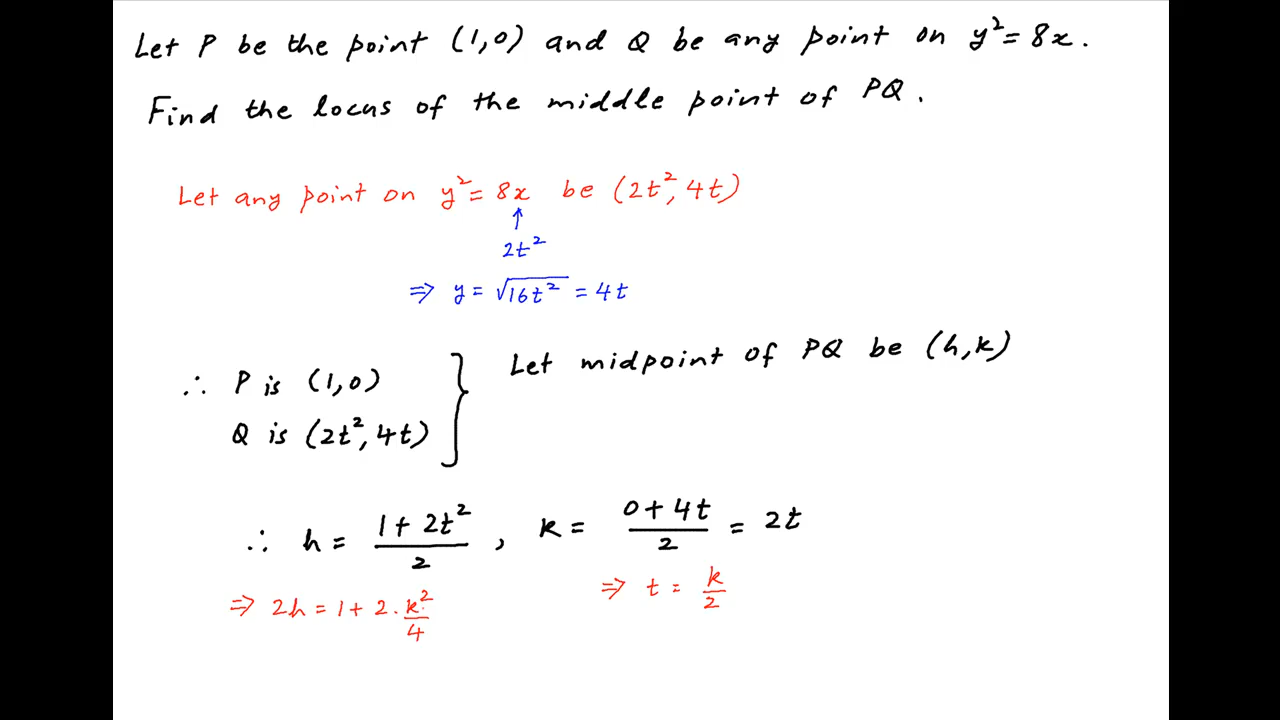 Let P be the point (1,0) and Q be any point on y² = 8x.
Find the locus of the middle point of PQ.
Let any point on y² = 8x be (2t², 4t)
↑
2t²
⇒ y = √16t² = 4t
Let midpoint of PQ be (h,k)
∴ P is (1,0)
Q is (2t², 4t)
∴ h = (1 + 2t²)/2 , k = (0 + 4t)/2 = 2t
⇒ t = k/2
⇒ 2h = 1 + 2 . k²/4